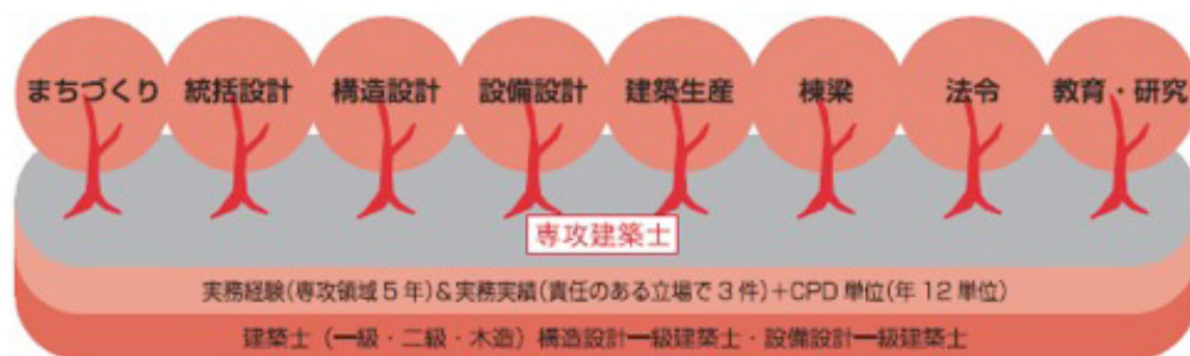 まちづくり 統括設計 構造設計 設備設計 建築生産 棟梁 法令 教育・研究
専攻建築士
実務経験(専攻領域5年)&実務実績(責任のある立場で3件)+CPD単位(年12単位)
建築士(一級・二級・木造)構造設計一級建築士・設備設計一級建築士